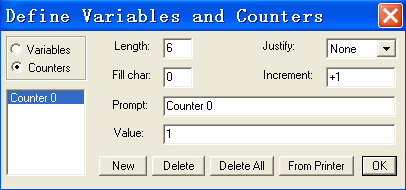 Define Variables and Counters
Variables
Counters
Counter 0
Length: 6 Justify: None
Fill char: 0 Increment: +1
Prompt: Counter 0
Value: 1
New Delete Delete All From Printer OK